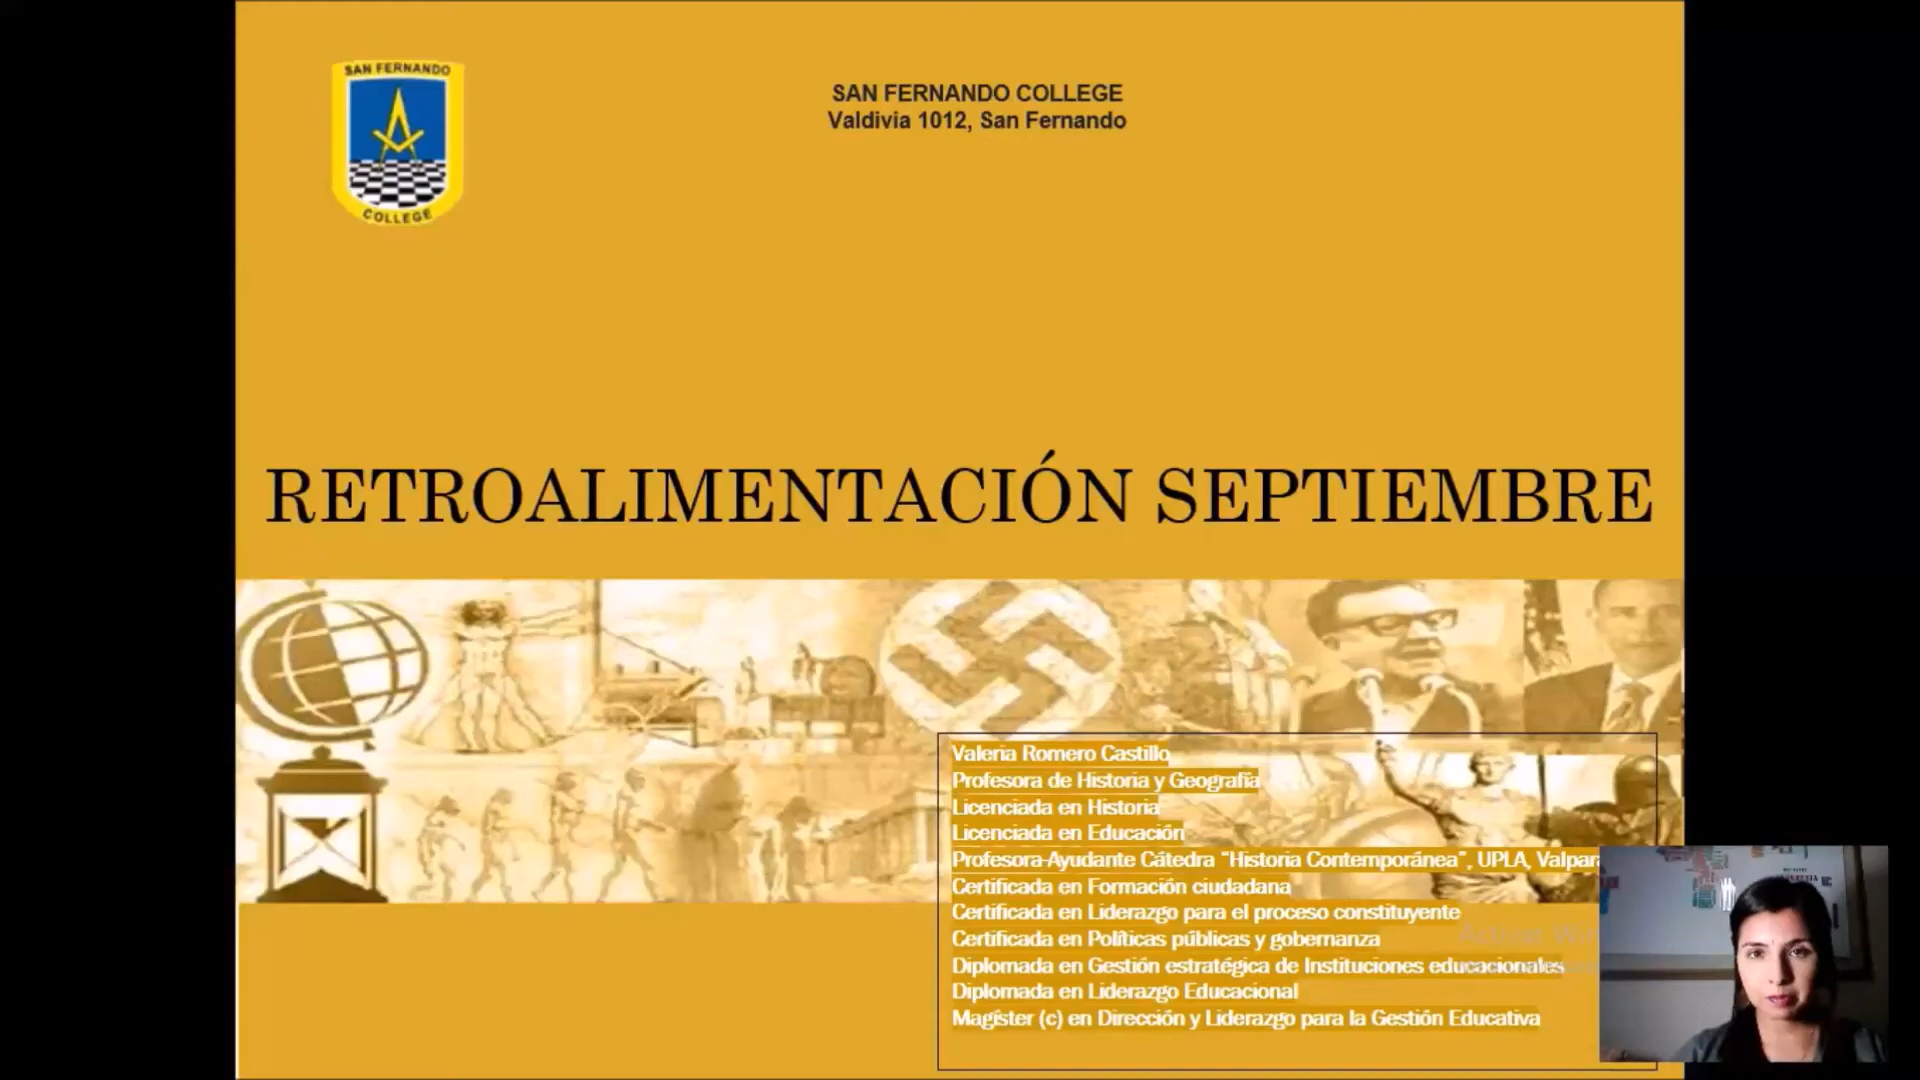 SAN FERNANDO
COLLEGE
SAN FERNANDO COLLEGE
Valdivia 1012, San Fernando
RETROALIMENTACIÓN SEPTIEMBRE
Valeria Romero Castillo
Profesora de Historia y Geografía
Licenciada en Historia
Licenciada en Educación
Profesora-Ayudante Cátedra “Historia Contemporánea”, UPLA, Valpara
Certificada en Formación ciudadana
Certificada en Liderazgo para el proceso constituyente
Certificada en Políticas públicas y gobernanza
Diplomada en Gestión estratégica de Instituciones educacionales
Diplomada en Liderazgo Educacional
Magíster (c) en Dirección y Liderazgo para la Gestión Educativa